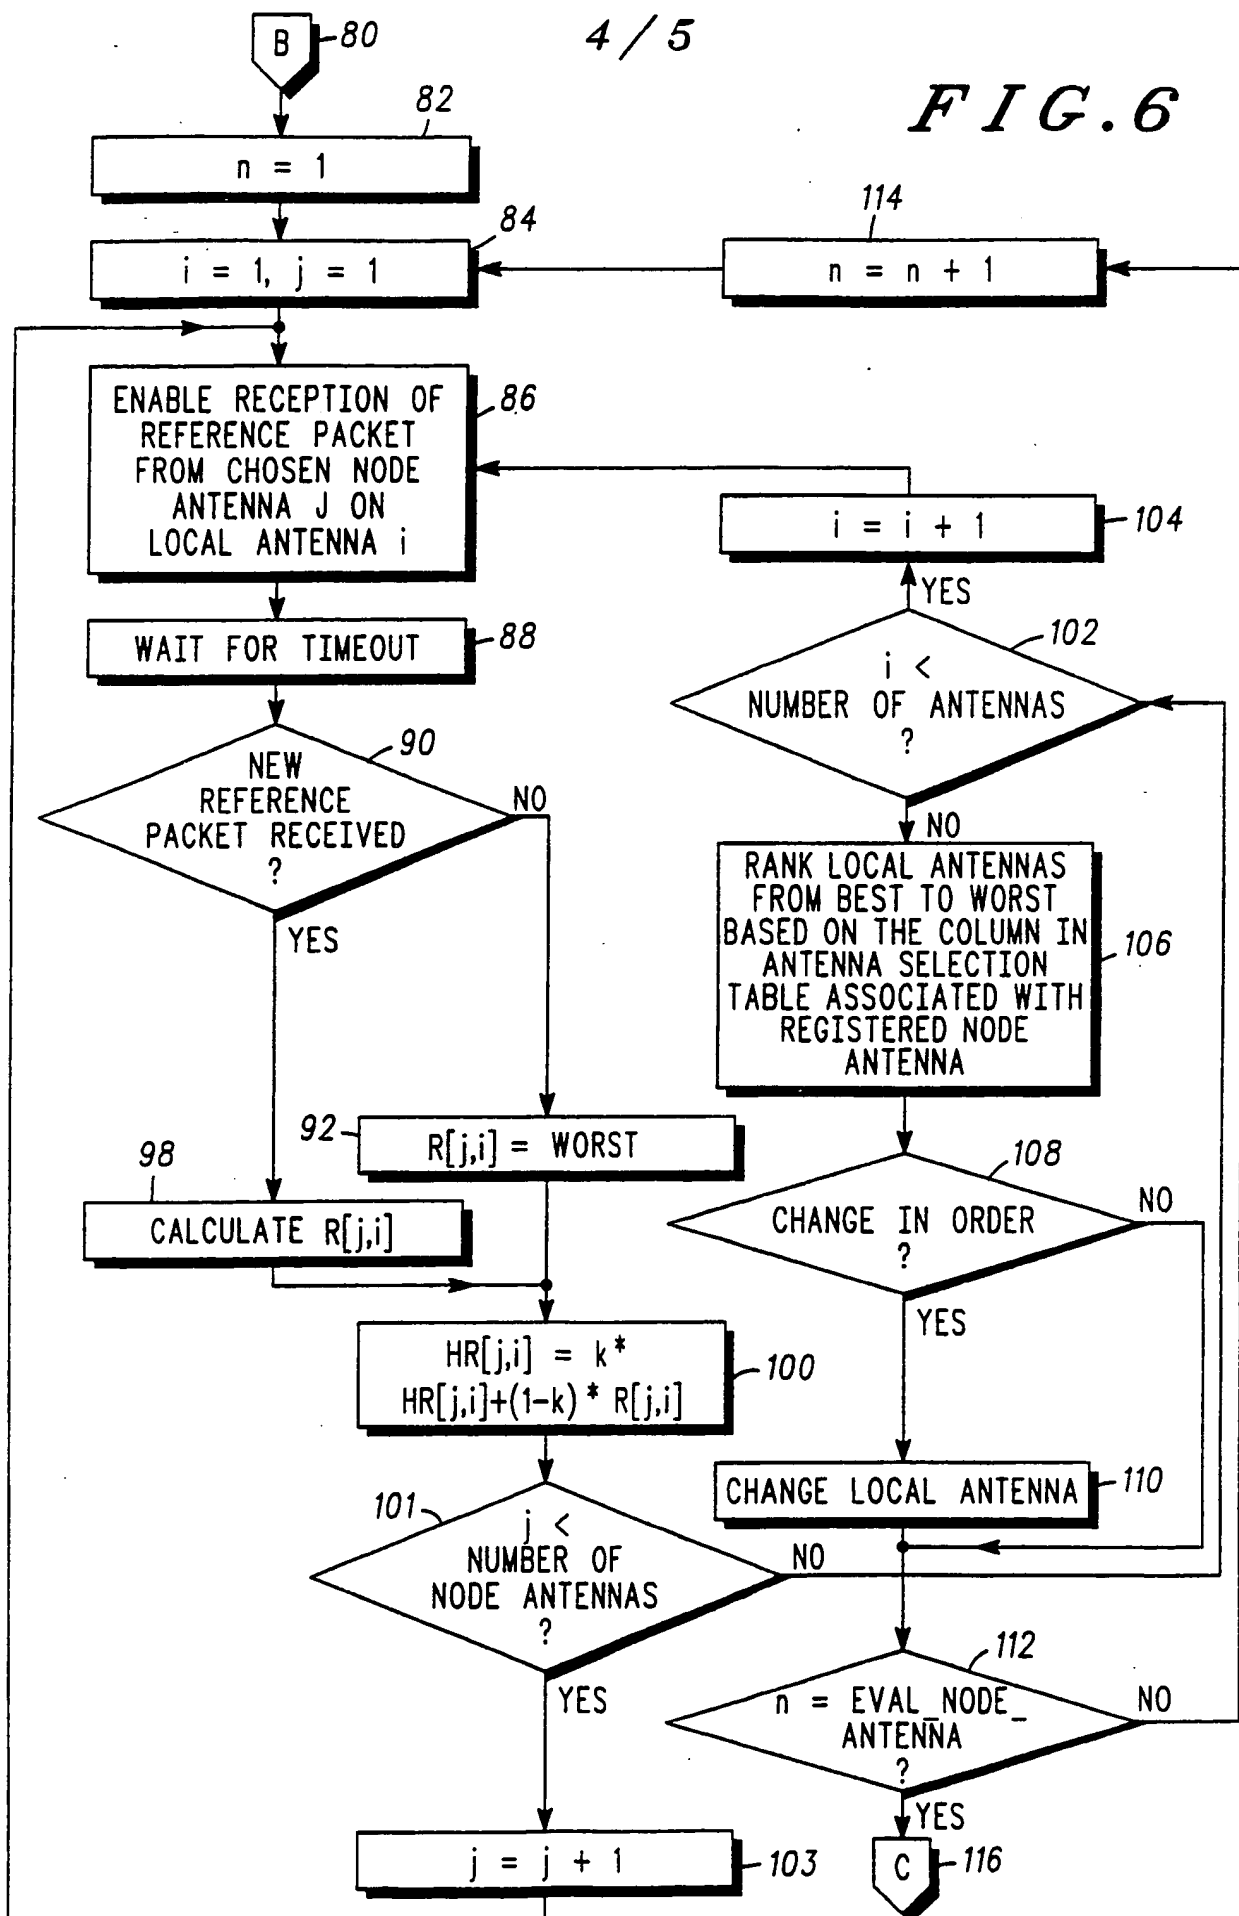 4/5
FIG.6
B
80
82
n = 1
84
i = 1, j = 1
114
n = n + 1
ENABLE RECEPTION OF
REFERENCE PACKET
FROM CHOSEN NODE
ANTENNA J ON
LOCAL ANTENNA i
86
i = i + 1
104
YES
WAIT FOR TIMEOUT
88
102
i <
NUMBER OF ANTENNAS
?
NO
90
NEW
REFERENCE
PACKET RECEIVED
?
NO
YES
RANK LOCAL ANTENNAS
FROM BEST TO WORST
BASED ON THE COLUMN IN
ANTENNA SELECTION
TABLE ASSOCIATED WITH
REGISTERED NODE
ANTENNA
106
92
R[j,i] = WORST
98
CALCULATE R[j,i]
108
CHANGE IN ORDER
?
NO
YES
HR[j,i] = k*
HR[j,i]+(1-k)* R[j,i]
100
CHANGE LOCAL ANTENNA
110
101
j <
NUMBER OF
NODE ANTENNAS
?
NO
YES
112
n = EVAL_NODE_
ANTENNA
?
NO
YES
j = j + 1
103
C
116